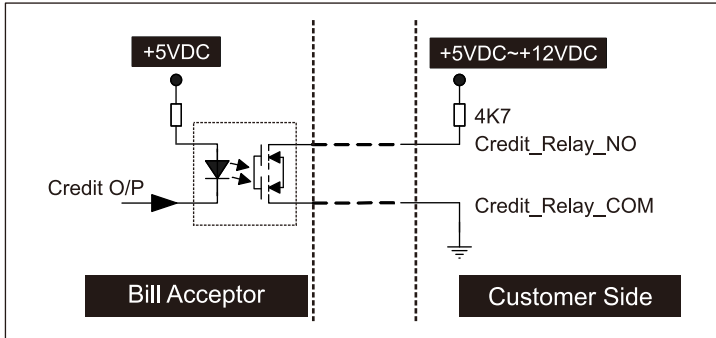 +5VDC
+5VDC~+12VDC
4K7
Credit_Relay_NO
Credit O/P
Credit_Relay_COM
Bill Acceptor
Customer Side